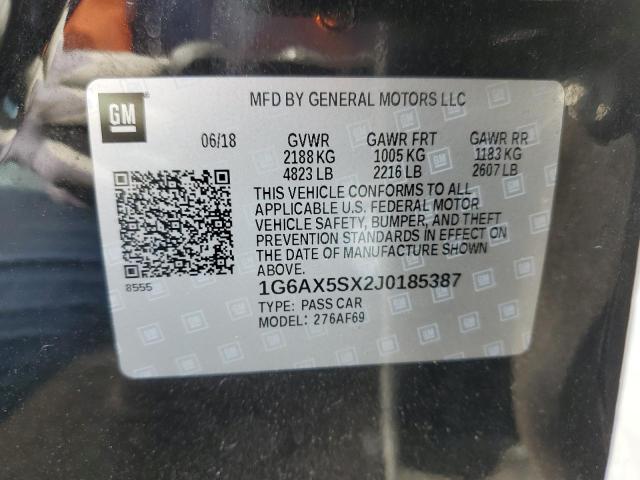 GM
MFD BY GENERAL MOTORS LLC
06/18 GVWR GAWR FRT GAWR RR
2188 KG 1005 KG 1183 KG
4823 LB 2216 LB 2607 LB
THIS VEHICLE CONFORMS TO ALL
APPLICABLE U.S. FEDERAL MOTOR
VEHICLE SAFETY, BUMPER, AND THEFT
PREVENTION STANDARDS IN EFFECT ON
THE DATE OF MANUFACTURE SHOWN
ABOVE.
8555
1G6AX5SX2J0185387
TYPE: PASS CAR
MODEL: 276AF69